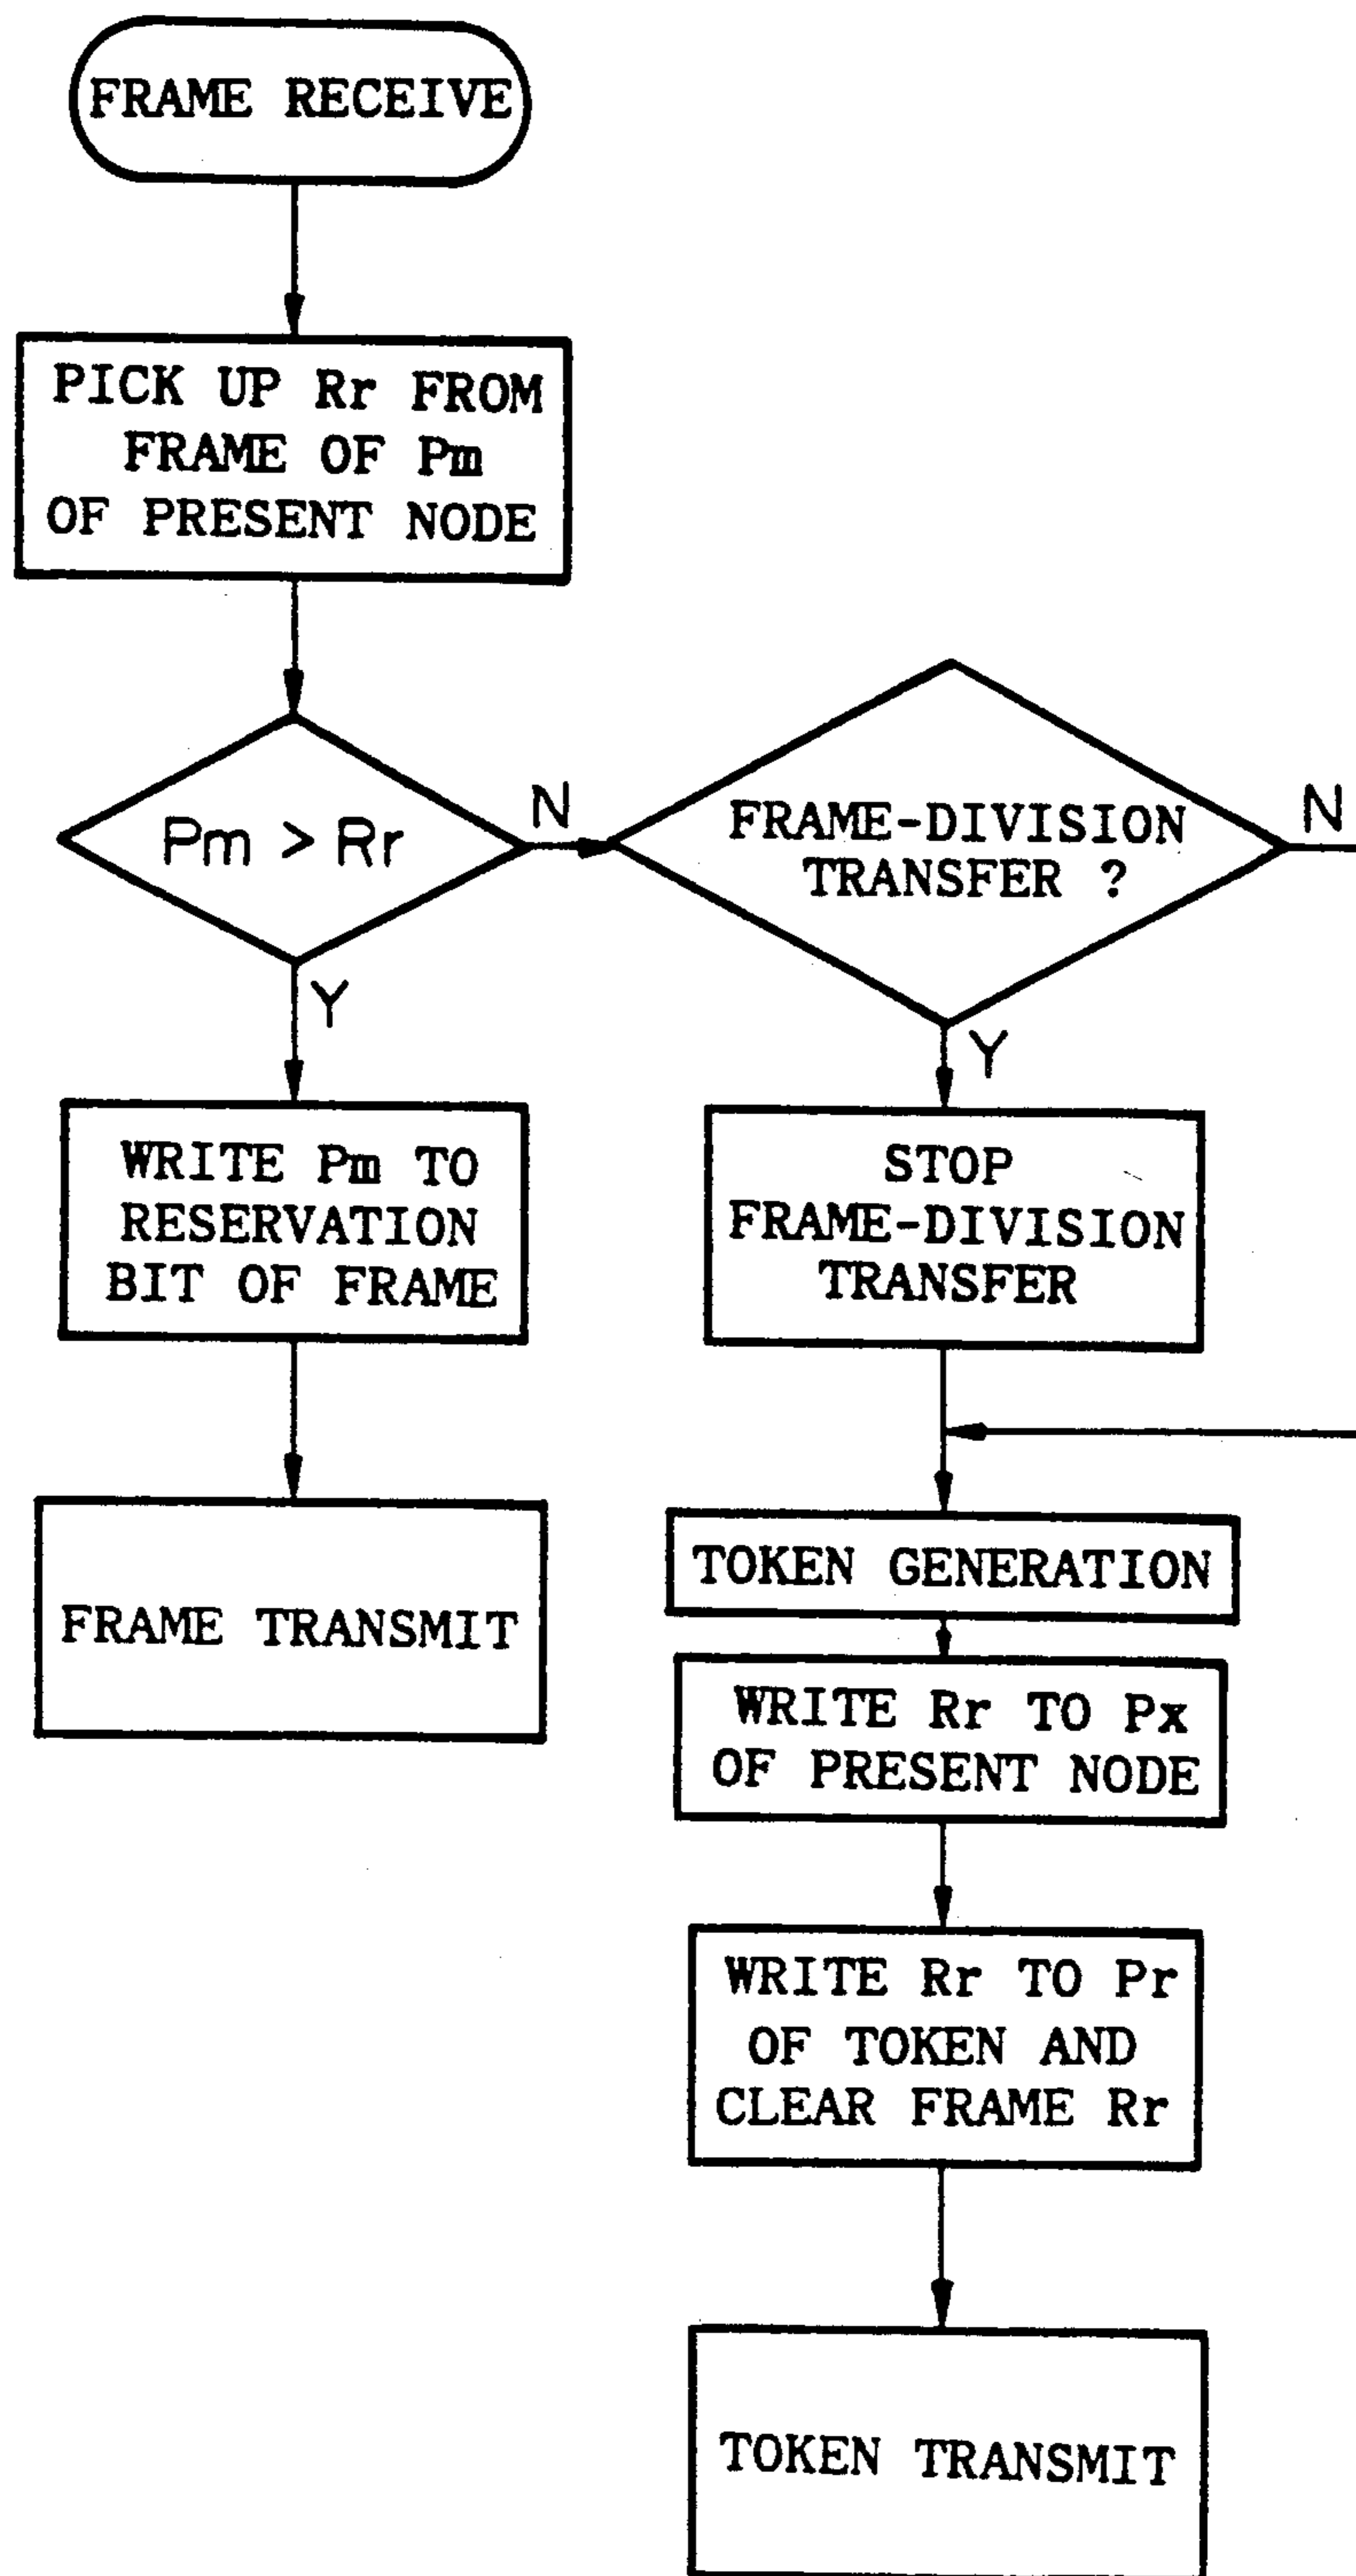 FRAME RECEIVE
PICK UP Rr FROM
FRAME OF Pm
OF PRESENT NODE
Pm > Rr
N
Y
FRAME-DIVISION
TRANSFER ?
N
Y
WRITE Pm TO
RESERVATION
BIT OF FRAME
FRAME TRANSMIT
STOP
FRAME-DIVISION
TRANSFER
TOKEN GENERATION
WRITE Rr TO Px
OF PRESENT NODE
WRITE Rr TO Pr
OF TOKEN AND
CLEAR FRAME Rr
TOKEN TRANSMIT